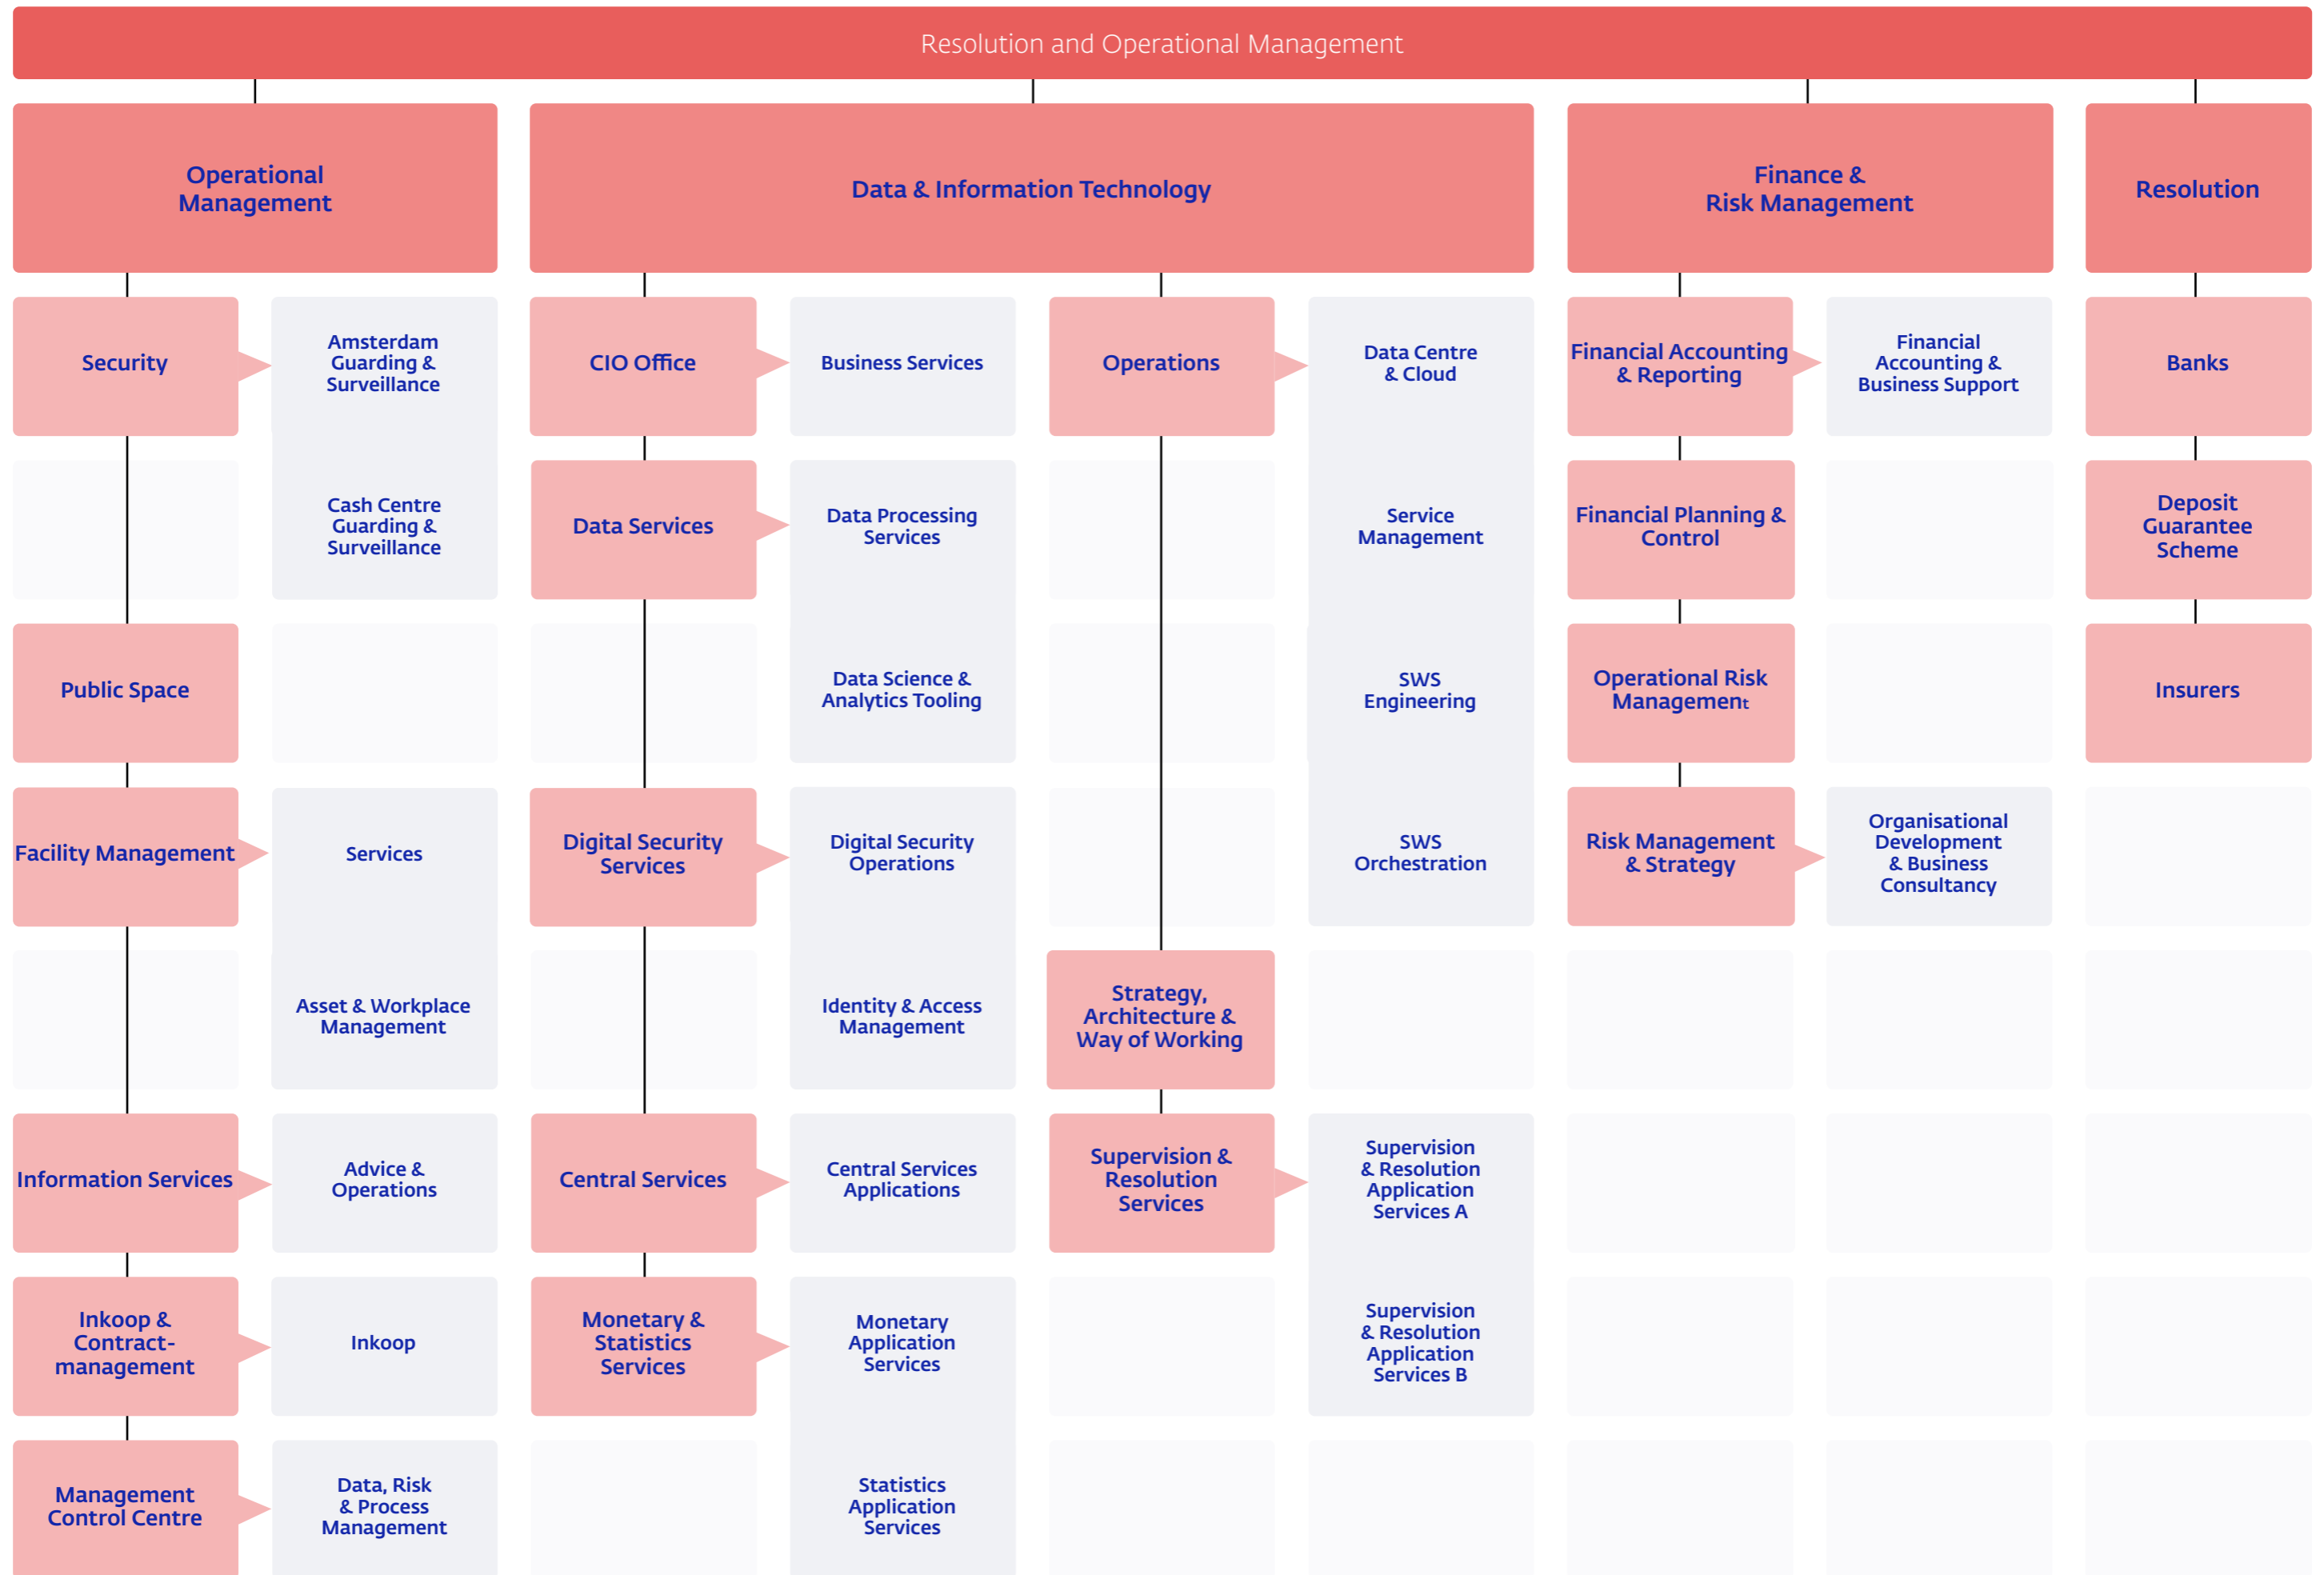 Resolution and Operational Management
Operational
Management
Data & Information Technology
Finance &
Risk Management
Resolution
Security
Amsterdam
Guarding &
Surveillance
CIO Office
Business Services
Operations
Data Centre
& Cloud
Financial Accounting
& Reporting
Financial
Accounting &
Business Support
Banks
Cash Centre
Guarding &
Surveillance
Data Services
Data Processing
Services
Service
Management
Financial Planning &
Control
Deposit
Guarantee
Scheme
Public Space
Data Science &
Analytics Tooling
SWS
Engineering
Operational Risk
Management
Insurers
Facility Management
Services
Digital Security
Services
Digital Security
Operations
SWS
Orchestration
Risk Management
& Strategy
Organisational
Development
& Business
Consultancy
Asset & Workplace
Management
Identity & Access
Management
Strategy,
Architecture &
Way of Working
Information Services
Advice &
Operations
Central Services
Central Services
Applications
Supervision &
Resolution
Services
Supervision
& Resolution
Application
Services A
Inkoop &
Contract-
management
Inkoop
Monetary &
Statistics
Services
Monetary
Application
Services
Supervision
& Resolution
Application
Services B
Management
Control Centre
Data, Risk
& Process
Management
Statistics
Application
Services